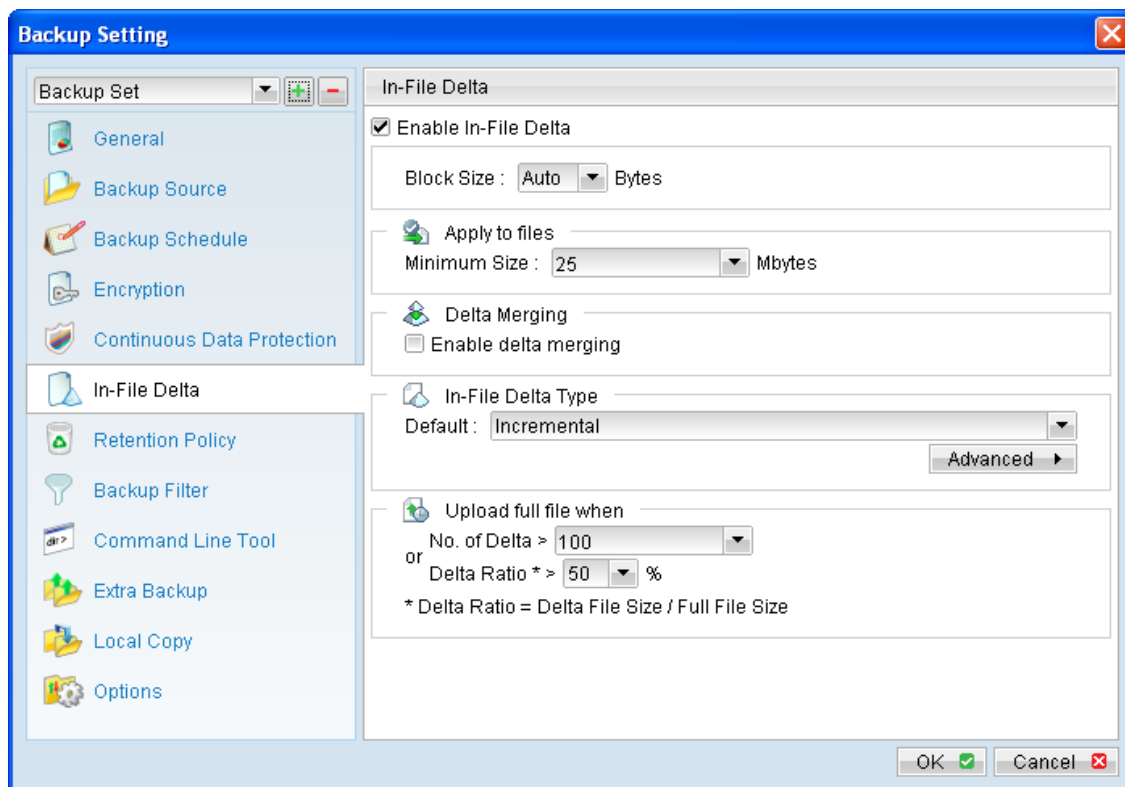 Backup Setting
Backup Set
General
Backup Source
Backup Schedule
Encryption
Continuous Data Protection
In-File Delta
Retention Policy
Backup Filter
dir>
Command Line Tool
Extra Backup
Local Copy
Options
In-File Delta
Enable In-File Delta
Block Size : Auto Bytes
Apply to files
Minimum Size : 25 Mbytes
Delta Merging
Enable delta merging
In-File Delta Type
Default : Incremental
Advanced
Upload full file when
No. of Delta > 100
or
Delta Ratio * > 50 %
* Delta Ratio = Delta File Size / Full File Size
OK
Cancel